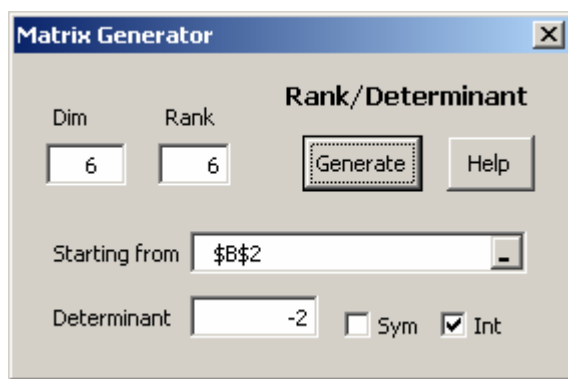 Matrix Generator
Rank/Determinant
Dim Rank
6 6 Generate Help
Starting from $B$2 _
Determinant -2 Sym Int